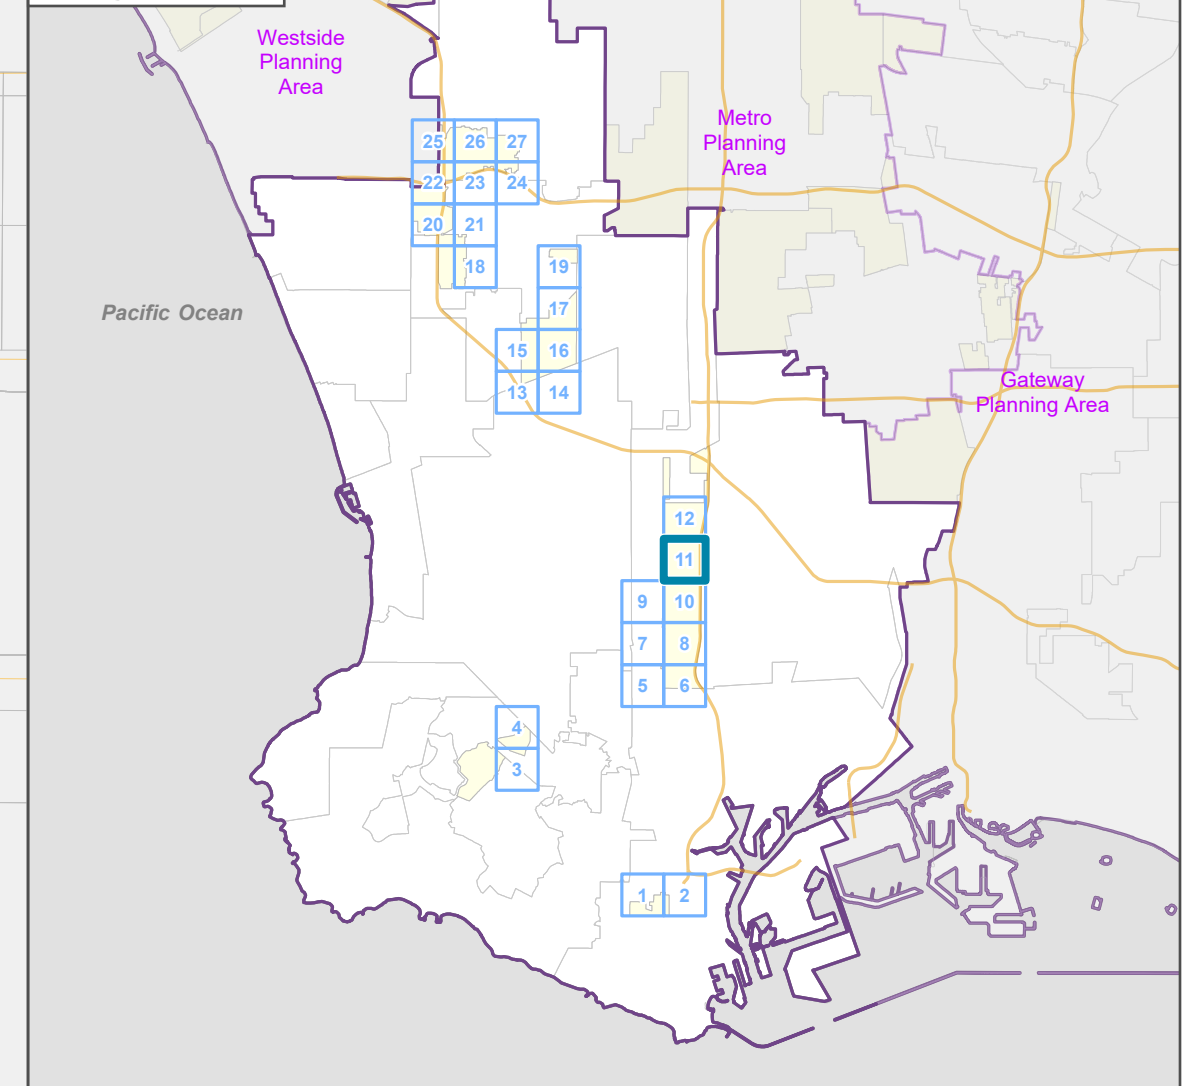 Westside
Planning
Area
Metro
Planning
Area
25 26 27
22 23 24
20 21
18 19
Pacific Ocean
17
15 16
Gateway
Planning Area
13 14
12
11
9 10
7 8
5 6
4
3
1 2